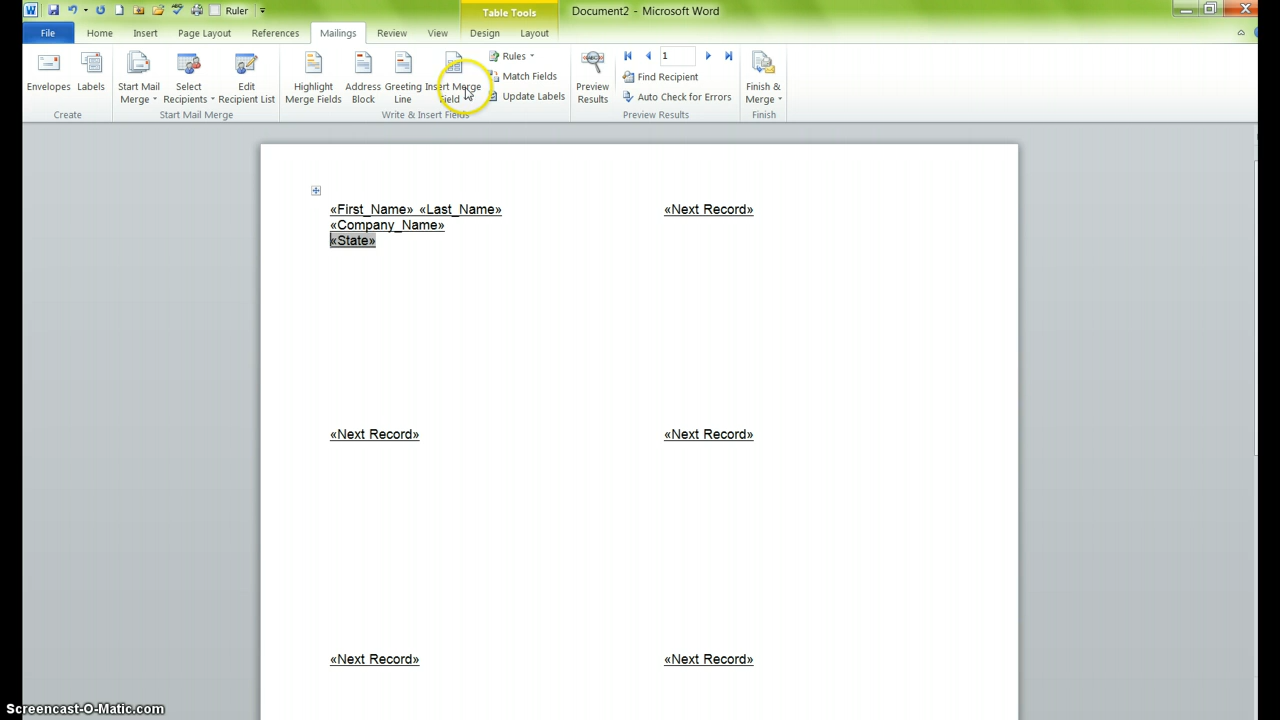 Ruler
Table Tools
Document2 - Microsoft Word
File
Home
Insert
Page Layout
References
Mailings
Review
View
Design
Layout
Envelopes
Labels
Create
Start Mail
Merge
Select
Recipients
Edit
Recipient List
Start Mail Merge
Highlight
Merge Fields
Address
Block
Greeting
Line
Insert Merge
Field
Rules
Match Fields
Update Labels
Write & Insert Fields
Preview
Results
1
Find Recipient
Auto Check for Errors
Preview Results
Finish &
Merge
Finish
«First_Name» «Last_Name»
«Company_Name»
«State»
«Next Record»
«Next Record»
«Next Record»
«Next Record»
«Next Record»
Screencast-O-Matic.com